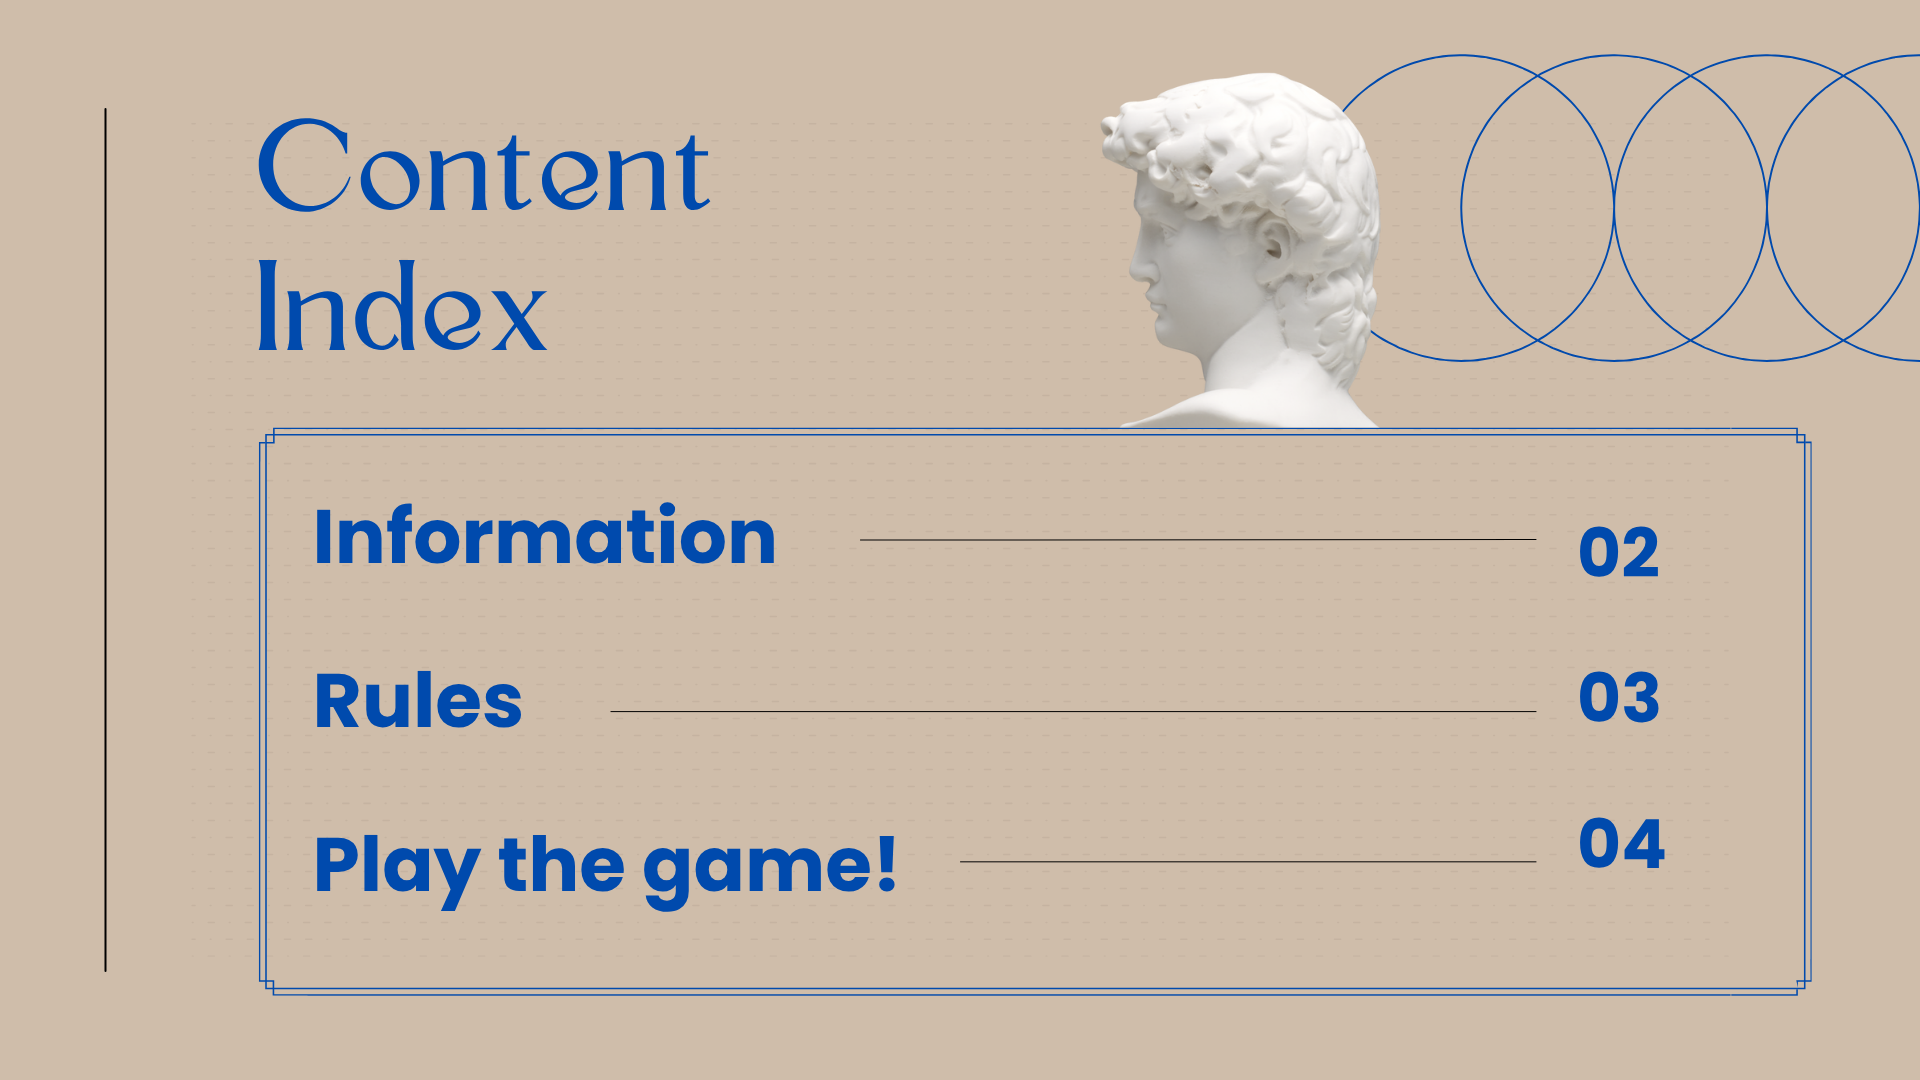 Content
Index
Information 02
Rules 03
Play the game! 04